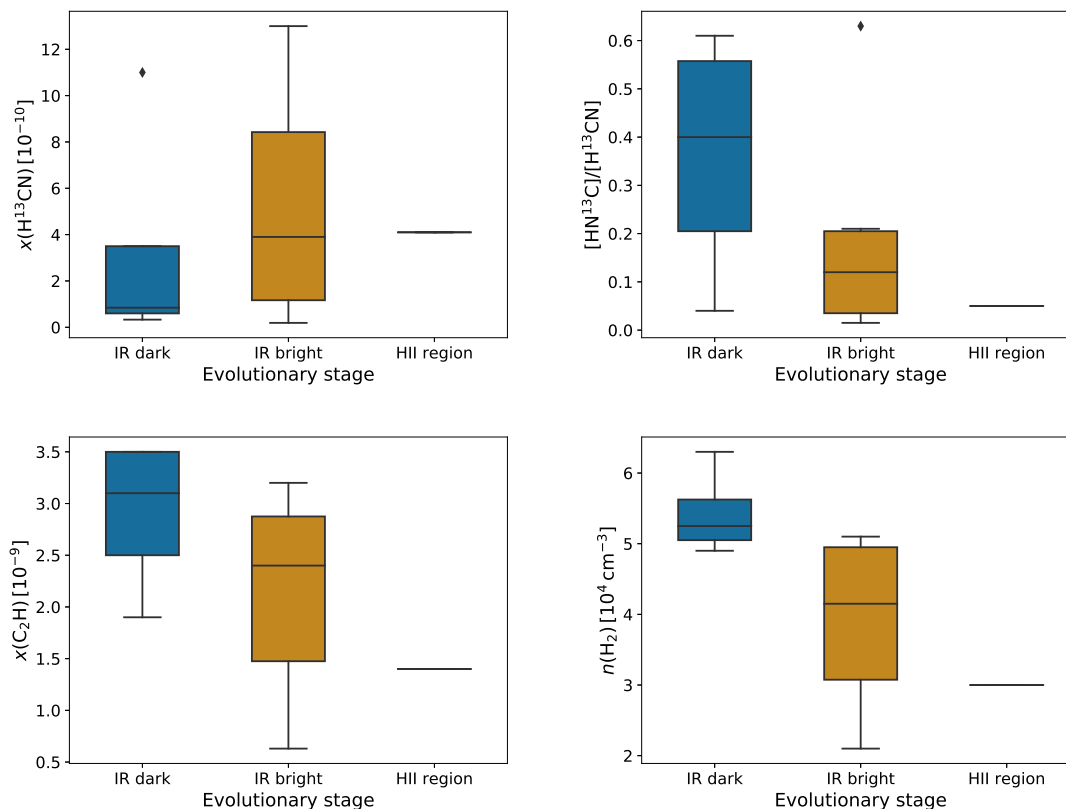 x(H¹³CN) [10⁻¹⁰]
12
10
8
6
4
2
0
IR dark IR bright HII region
Evolutionary stage
[HN¹³C]/[H¹³CN]
0.6
0.5
0.4
0.3
0.2
0.1
0.0
IR dark IR bright HII region
Evolutionary stage
x(C₂H) [10⁻⁹]
3.5
3.0
2.5
2.0
1.5
1.0
0.5
IR dark IR bright HII region
Evolutionary stage
n(H₂) [10⁴ cm⁻³]
6
5
4
3
2
IR dark IR bright HII region
Evolutionary stage